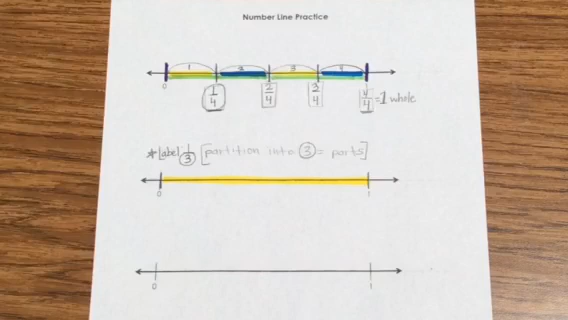 Number Line Practice
1 2 3 4
0 1/4 2/4 3/4 4/4 = 1 whole
* Label 1/3 [partition into 3 = parts]
0 1
0 1